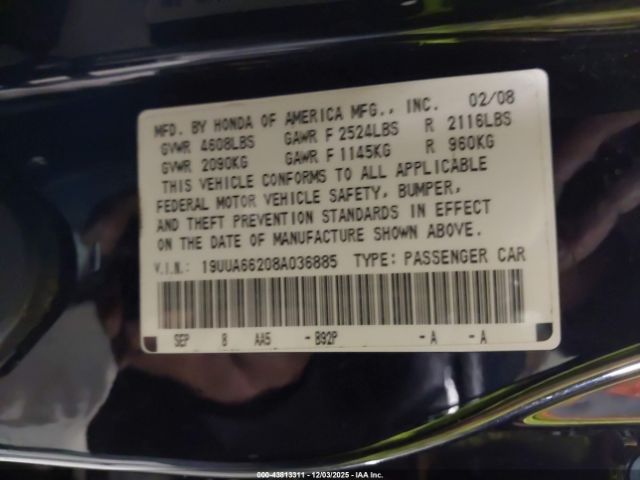 MFD. BY HONDA OF AMERICA MFG., INC. 02/08
GVWR 4608LBS GAWR F 2524LBS R 2116LBS
GVWR 2090KG GAWR F 1145KG R 960KG
THIS VEHICLE CONFORMS TO ALL APPLICABLE
FEDERAL MOTOR VEHICLE SAFETY, BUMPER,
AND THEFT PREVENTION STANDARDS IN EFFECT
ON THE DATE OF MANUFACTURE SHOWN ABOVE.
V.I.N.: 19UUA66208A036885 TYPE: PASSENGER CAR
SEP 8 AA5 - B92P - A - A
000-43813311 - 12/03/2025 - COPYRIGHT IAA, INC.